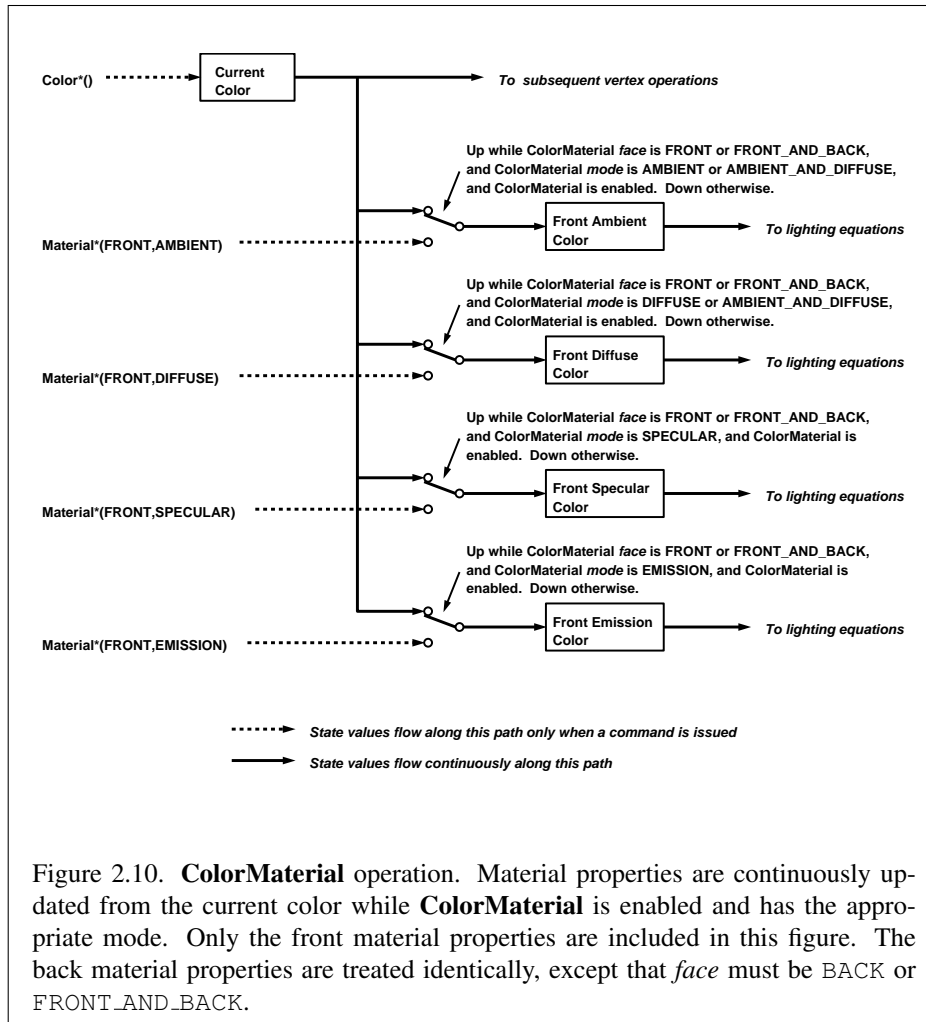 Color*()
Current
Color
To subsequent vertex operations
Up while ColorMaterial face is FRONT or FRONT_AND_BACK,
and ColorMaterial mode is AMBIENT or AMBIENT_AND_DIFFUSE,
and ColorMaterial is enabled. Down otherwise.
Material*(FRONT,AMBIENT)
Front Ambient
Color
To lighting equations
Up while ColorMaterial face is FRONT or FRONT_AND_BACK,
and ColorMaterial mode is DIFFUSE or AMBIENT_AND_DIFFUSE,
and ColorMaterial is enabled. Down otherwise.
Material*(FRONT,DIFFUSE)
Front Diffuse
Color
To lighting equations
Up while ColorMaterial face is FRONT or FRONT_AND_BACK,
and ColorMaterial mode is SPECULAR, and ColorMaterial is
enabled. Down otherwise.
Material*(FRONT,SPECULAR)
Front Specular
Color
To lighting equations
Up while ColorMaterial face is FRONT or FRONT_AND_BACK,
and ColorMaterial mode is EMISSION, and ColorMaterial is
enabled. Down otherwise.
Material*(FRONT,EMISSION)
Front Emission
Color
To lighting equations
State values flow along this path only when a command is issued
State values flow continuously along this path
Figure 2.10. ColorMaterial operation. Material properties are continuously up-
dated from the current color while ColorMaterial is enabled and has the appro-
priate mode. Only the front material properties are included in this figure. The
back material properties are treated identically, except that face must be BACK or
FRONT_AND_BACK.